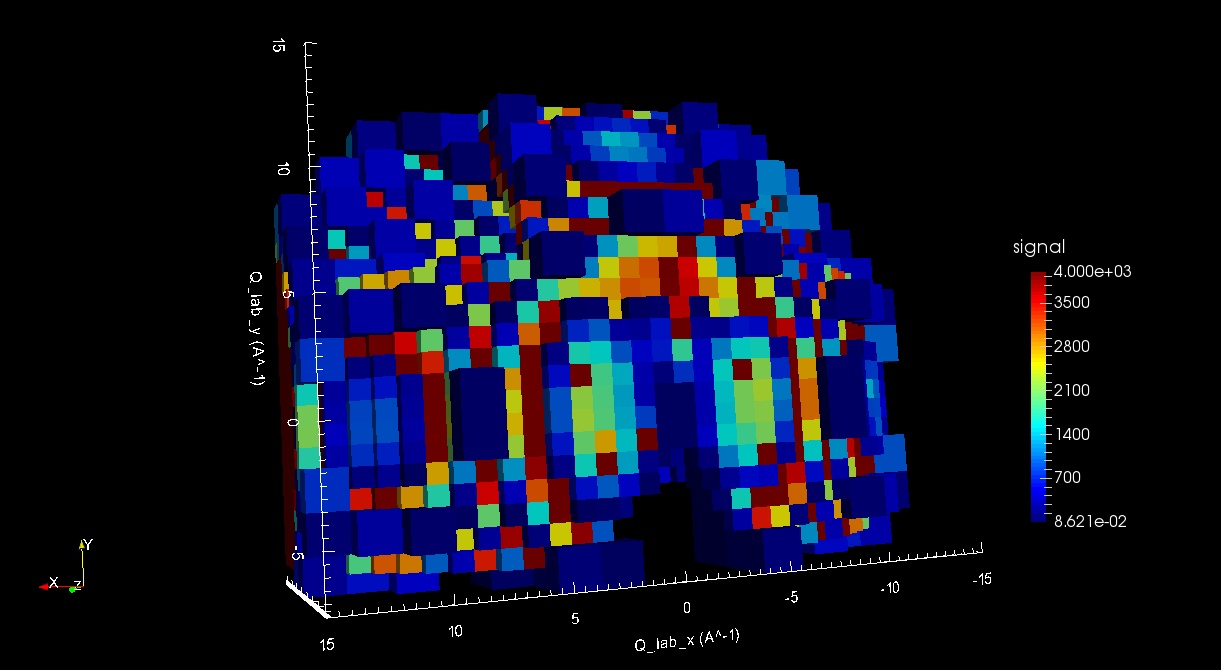 15
10
5
0
-5
Q_lab_y (A^-1)
signal
4.000e+03
3500
2800
2100
1400
700
8.621e-02
Y
X
Z
15
10
5
0
-5
-10
-15
Q_lab_x (A^-1)